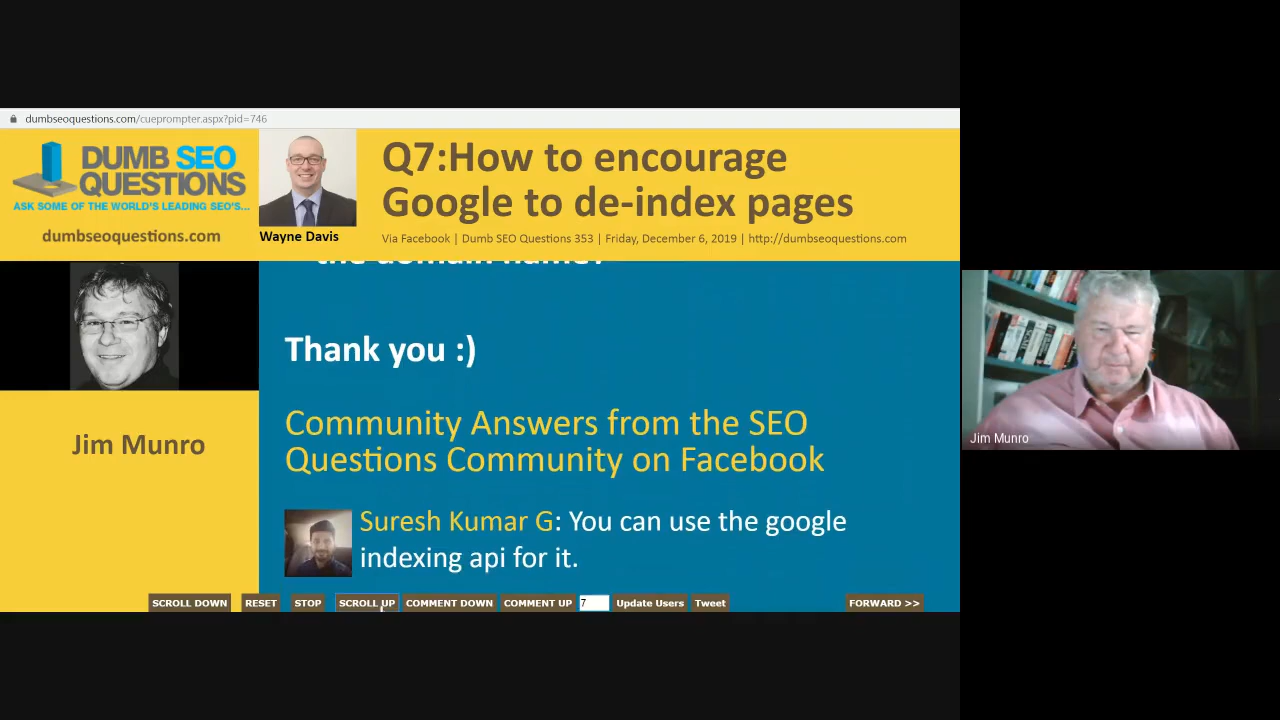 dumbseoquestions.com/cueprompter.aspx?pid=746
DUMB SEO
QUESTIONS
ASK SOME OF THE WORLD'S LEADING SEO'S...
dumbseoquestions.com
Wayne Davis
Q7:How to encourage
Google to de-index pages
Via Facebook | Dumb SEO Questions 353 | Friday, December 6, 2019 | http://dumbseoquestions.com
the domain name?
Thank you :)
Jim Munro
Community Answers from the SEO
Questions Community on Facebook
Suresh Kumar G: You can use the google
indexing api for it.
SCROLL DOWN RESET STOP SCROLL UP COMMENT DOWN COMMENT UP 7 Update Users Tweet FORWARD >>
Jim Munro